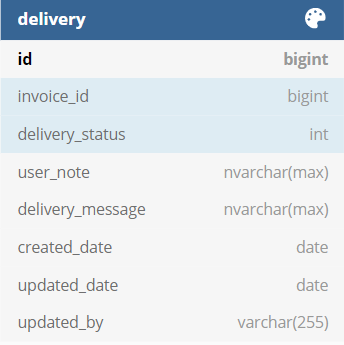 delivery
id bigint
invoice_id bigint
delivery_status int
user_note nvarchar(max)
delivery_message nvarchar(max)
created_date date
updated_date date
updated_by varchar(255)